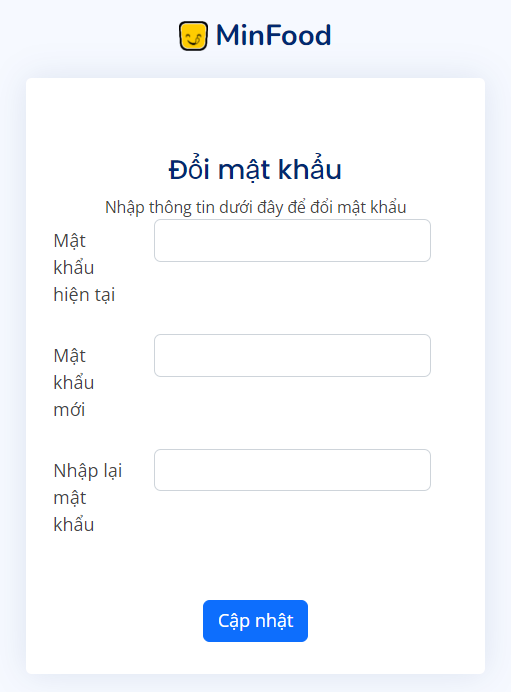 MinFood
Đổi mật khẩu
Nhập thông tin dưới đây để đổi mật khẩu
Mật
khẩu
hiện tại
Mật
khẩu
mới
Nhập lại
mật
khẩu
Cập nhật